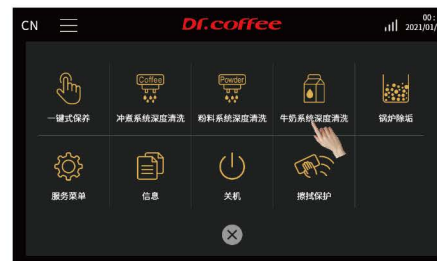 CN
Dr.coffee
00:
2021/01/
Coffee
Powder
一键式保养
冲煮系统深度清洗
粉料系统深度清洗
牛奶系统深度清洗
锅炉除垢
服务菜单
信息
关机
擦拭保护